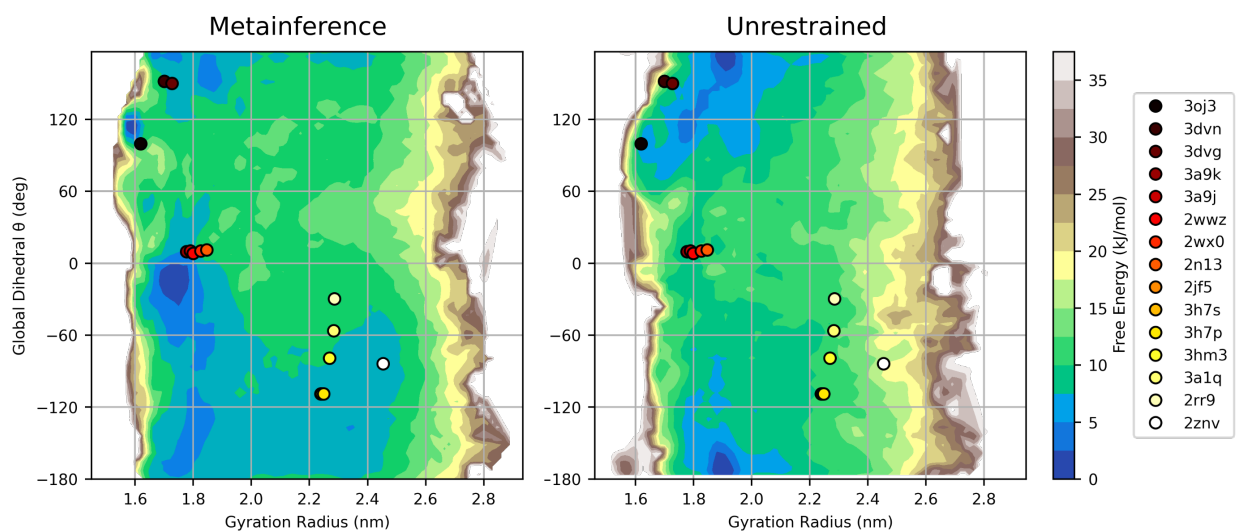 Metainference
Unrestrained
Global Dihedral θ (deg)
120
60
0
−60
−120
−180
1.6 1.8 2.0 2.2 2.4 2.6 2.8
Gyration Radius (nm)
120
60
0
−60
−120
−180
1.6 1.8 2.0 2.2 2.4 2.6 2.8
Gyration Radius (nm)
35
30
25
20
15
10
5
0
Free Energy (kJ/mol)
3oj3
3dvn
3dvg
3a9k
3a9j
2wwz
2wx0
2n13
2jf5
3h7s
3h7p
3hm3
3a1q
2rr9
2znv